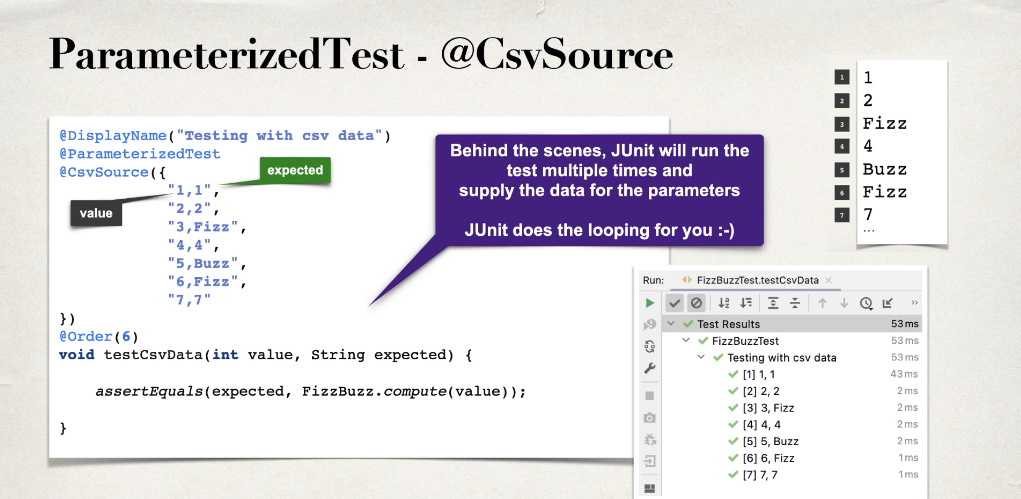 ParameterizedTest - @CsvSource
@DisplayName("Testing with csv data")
@ParameterizedTest
@CsvSource({
"1,1",
"2,2",
"3,Fizz",
"4,4",
"5,Buzz",
"6,Fizz",
"7,7"
})
@Order(6)
void testCsvData(int value, String expected) {
assertEquals(expected, FizzBuzz.compute(value));
}
expected
value
Behind the scenes, JUnit will run the
test multiple times and
supply the data for the parameters
JUnit does the looping for you :-)
1 1
2 2
3 Fizz
4 4
5 Buzz
6 Fizz
7 7
...
Run: FizzBuzzTest.testCsvData
Test Results 53 ms
FizzBuzzTest 53 ms
Testing with csv data 53 ms
[1] 1, 1 43 ms
[2] 2, 2 2 ms
[3] 3, Fizz 2 ms
[4] 4, 4 2 ms
[5] 5, Buzz 2 ms
[6] 6, Fizz 1 ms
[7] 7, 7 1 ms